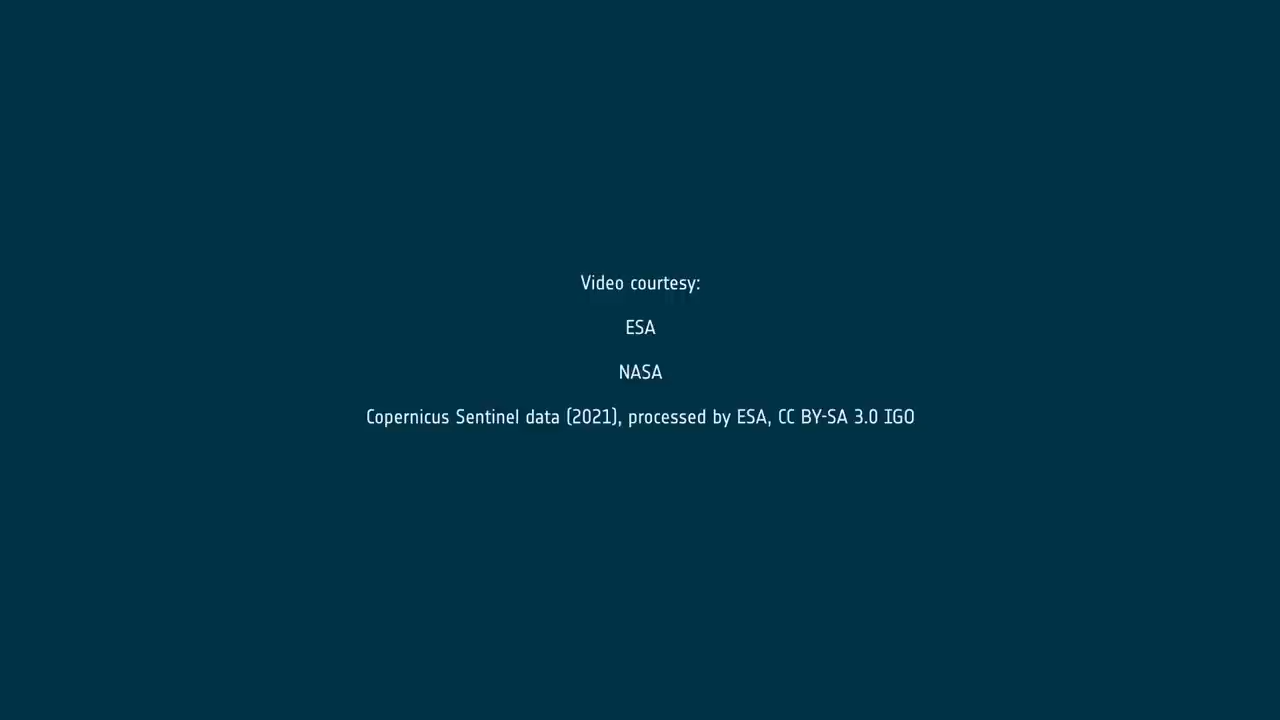 Video courtesy:
ESA
NASA
Copernicus Sentinel data (2021), processed by ESA, CC BY-SA 3.0 IGO